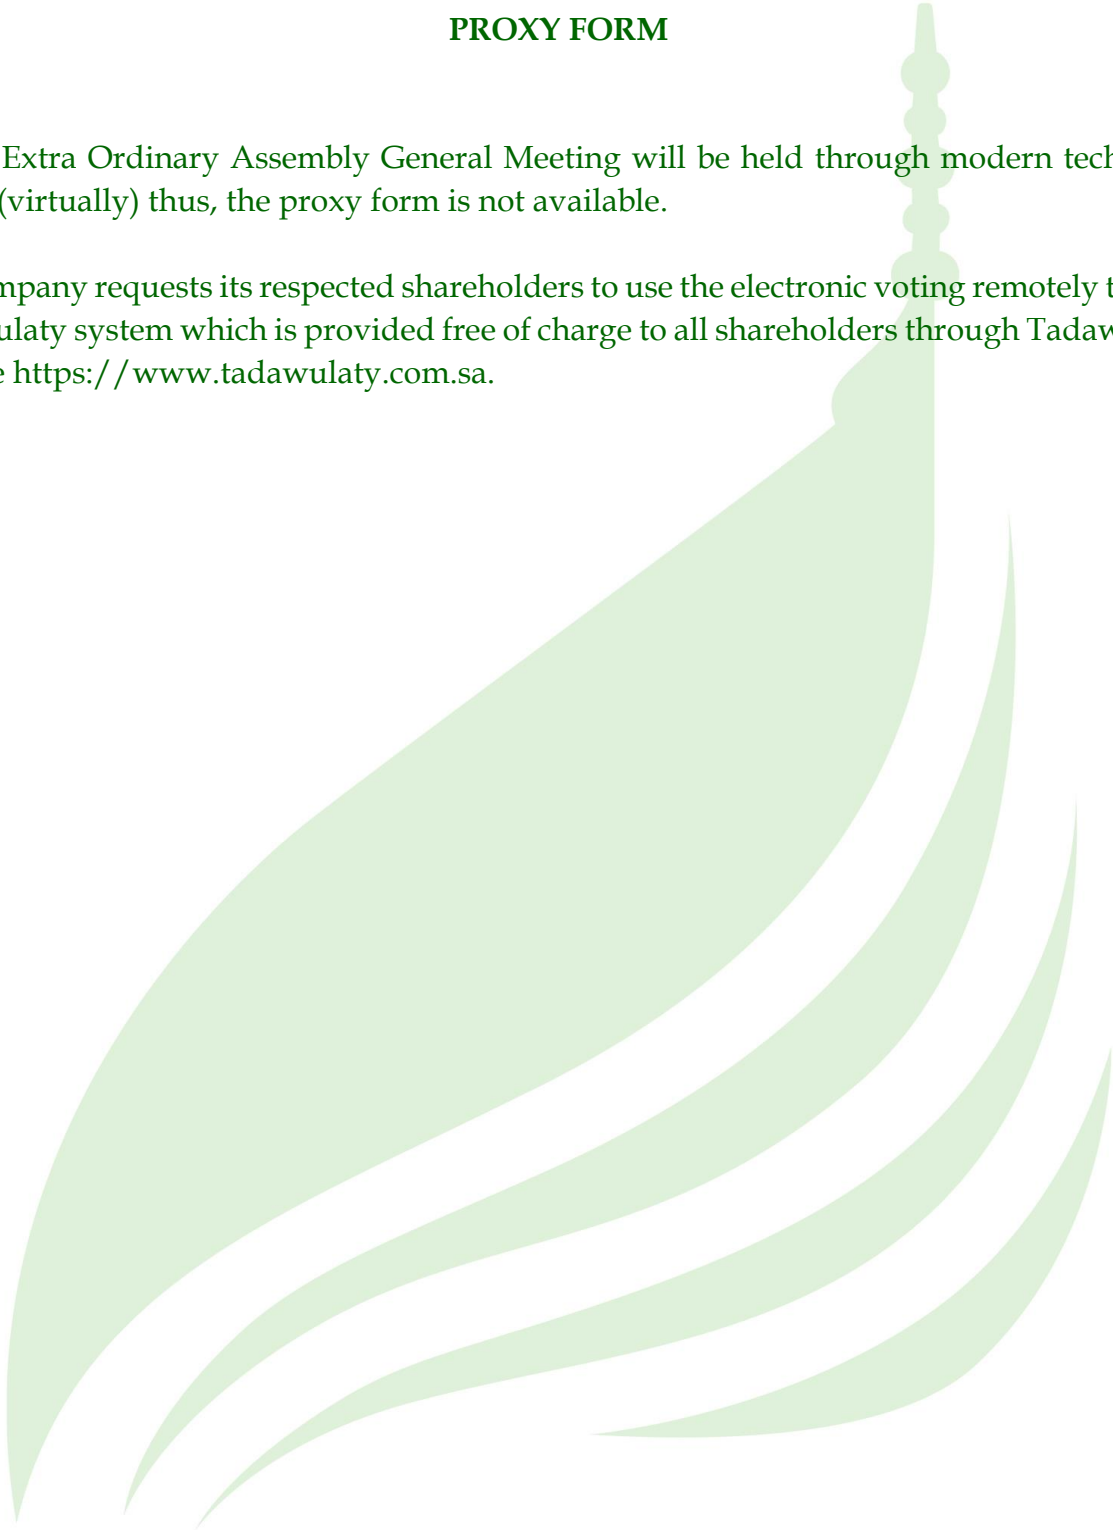 PROXY FORM
Extra Ordinary Assembly General Meeting will be held through modern tech
(virtually) thus, the proxy form is not available.
mpany requests its respected shareholders to use the electronic voting remotely t
ulaty system which is provided free of charge to all shareholders through Tadaw
e https://www.tadawulaty.com.sa.